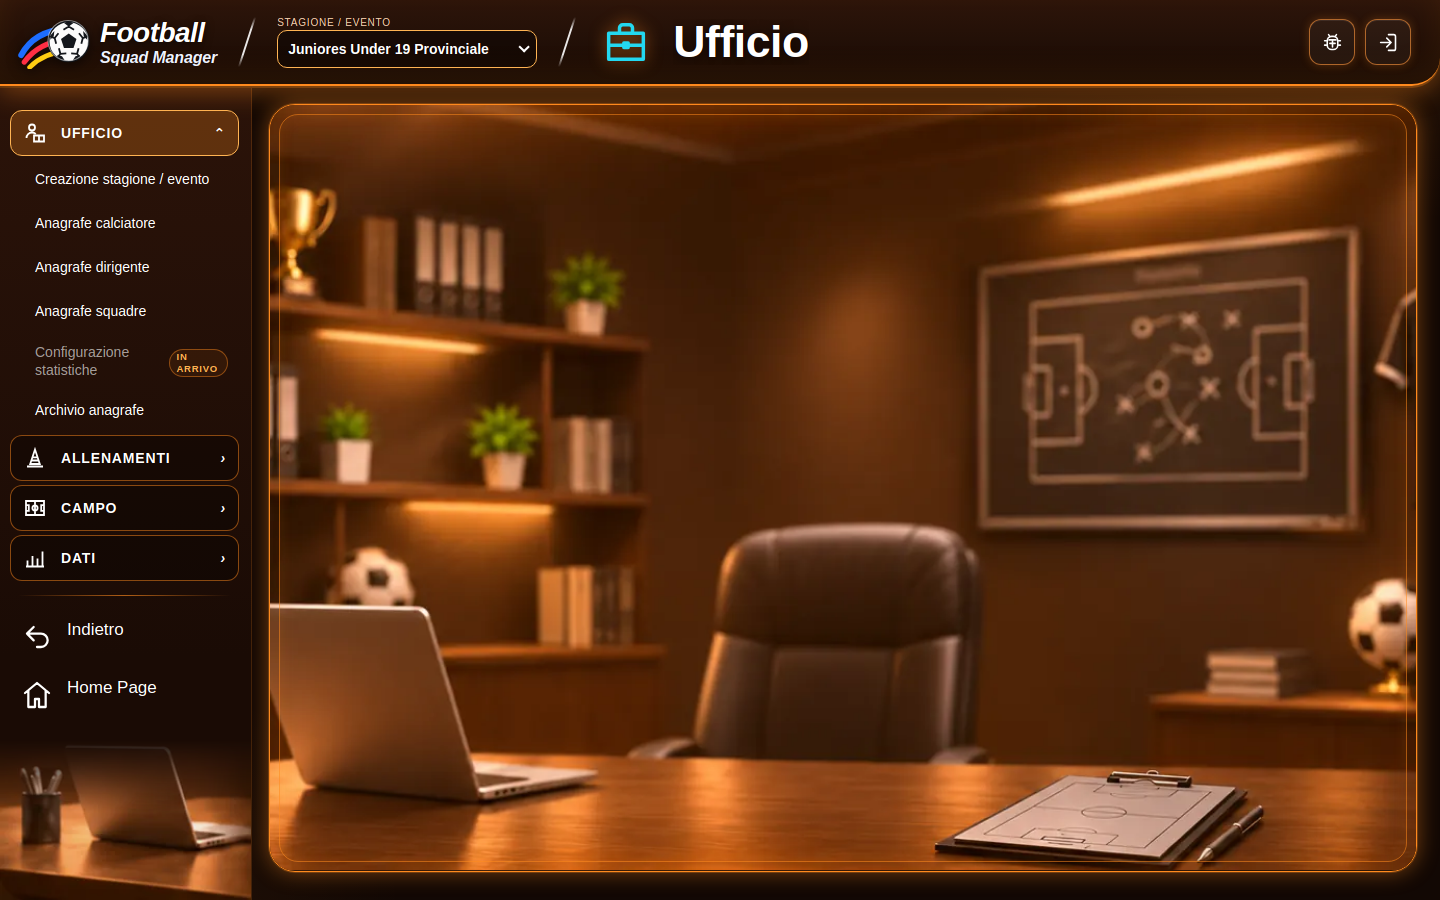 Football
Squad Manager
STAGIONE / EVENTO
Juniores Under 19 Provinciale
Ufficio
UFFICIO
Creazione stagione / evento
Anagrafe calciatore
Anagrafe dirigente
Anagrafe squadre
Configurazione
statistiche
IN
ARRIVO
Archivio anagrafe
ALLENAMENTI
CAMPO
DATI
Indietro
Home Page